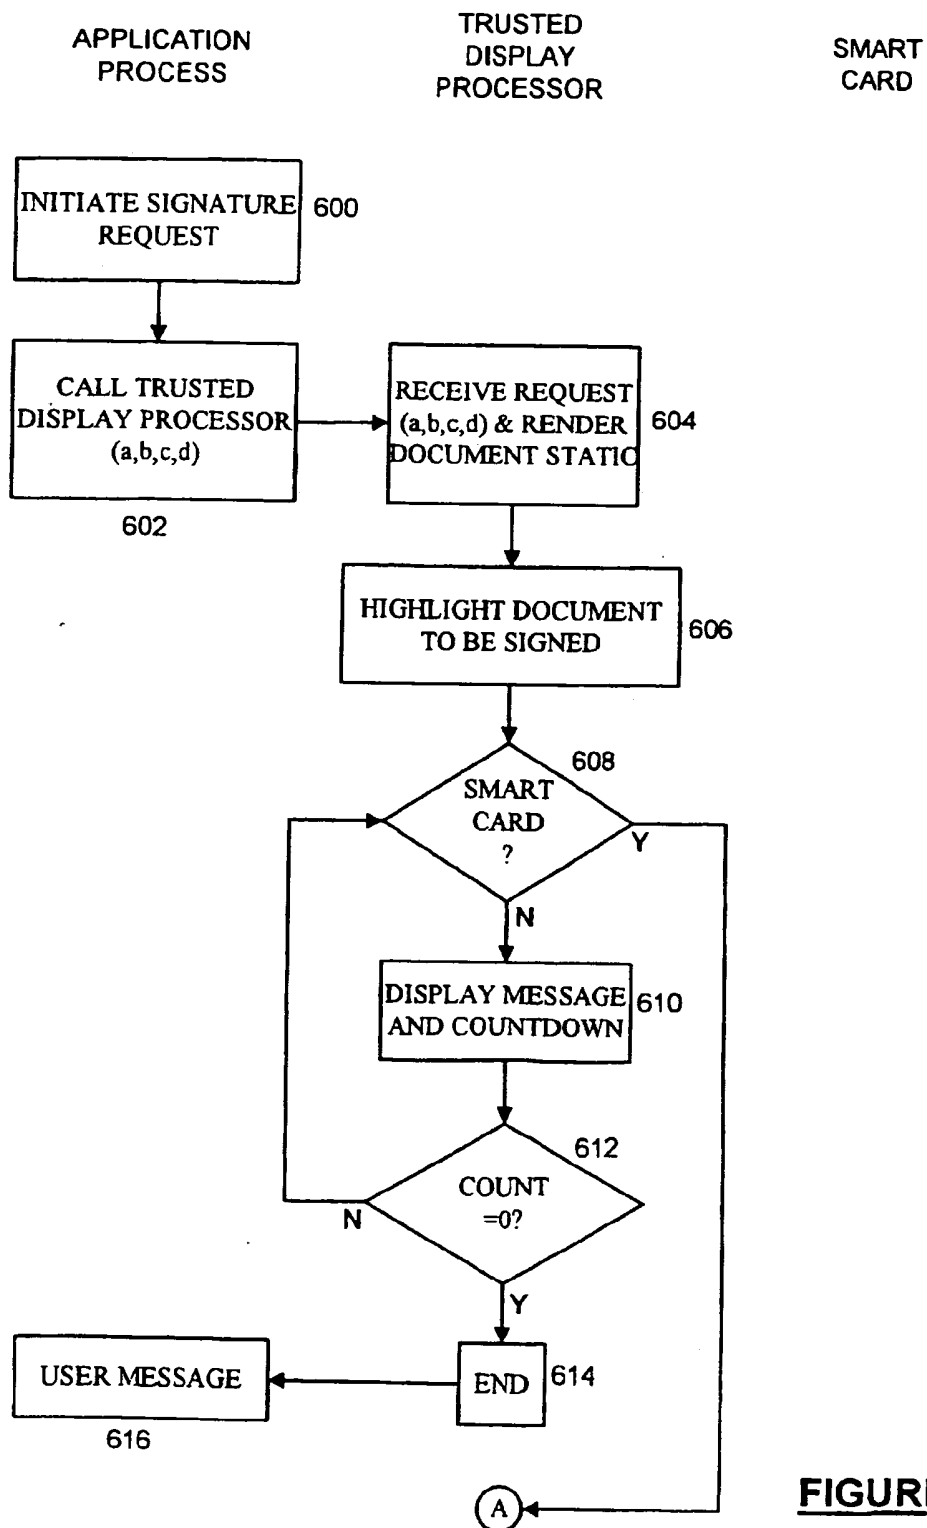 APPLICATION
PROCESS
TRUSTED
DISPLAY
PROCESSOR
SMART
CARD
INITIATE SIGNATURE
REQUEST
600
CALL TRUSTED
DISPLAY PROCESSOR
(a,b,c,d)
602
RECEIVE REQUEST
(a,b,c,d) & RENDER
DOCUMENT STATIC
604
HIGHLIGHT DOCUMENT
TO BE SIGNED
606
608
SMART
CARD
?
Y
N
DISPLAY MESSAGE
AND COUNTDOWN
610
612
COUNT
=0?
N
Y
USER MESSAGE
616
END
614
A
FIGURE